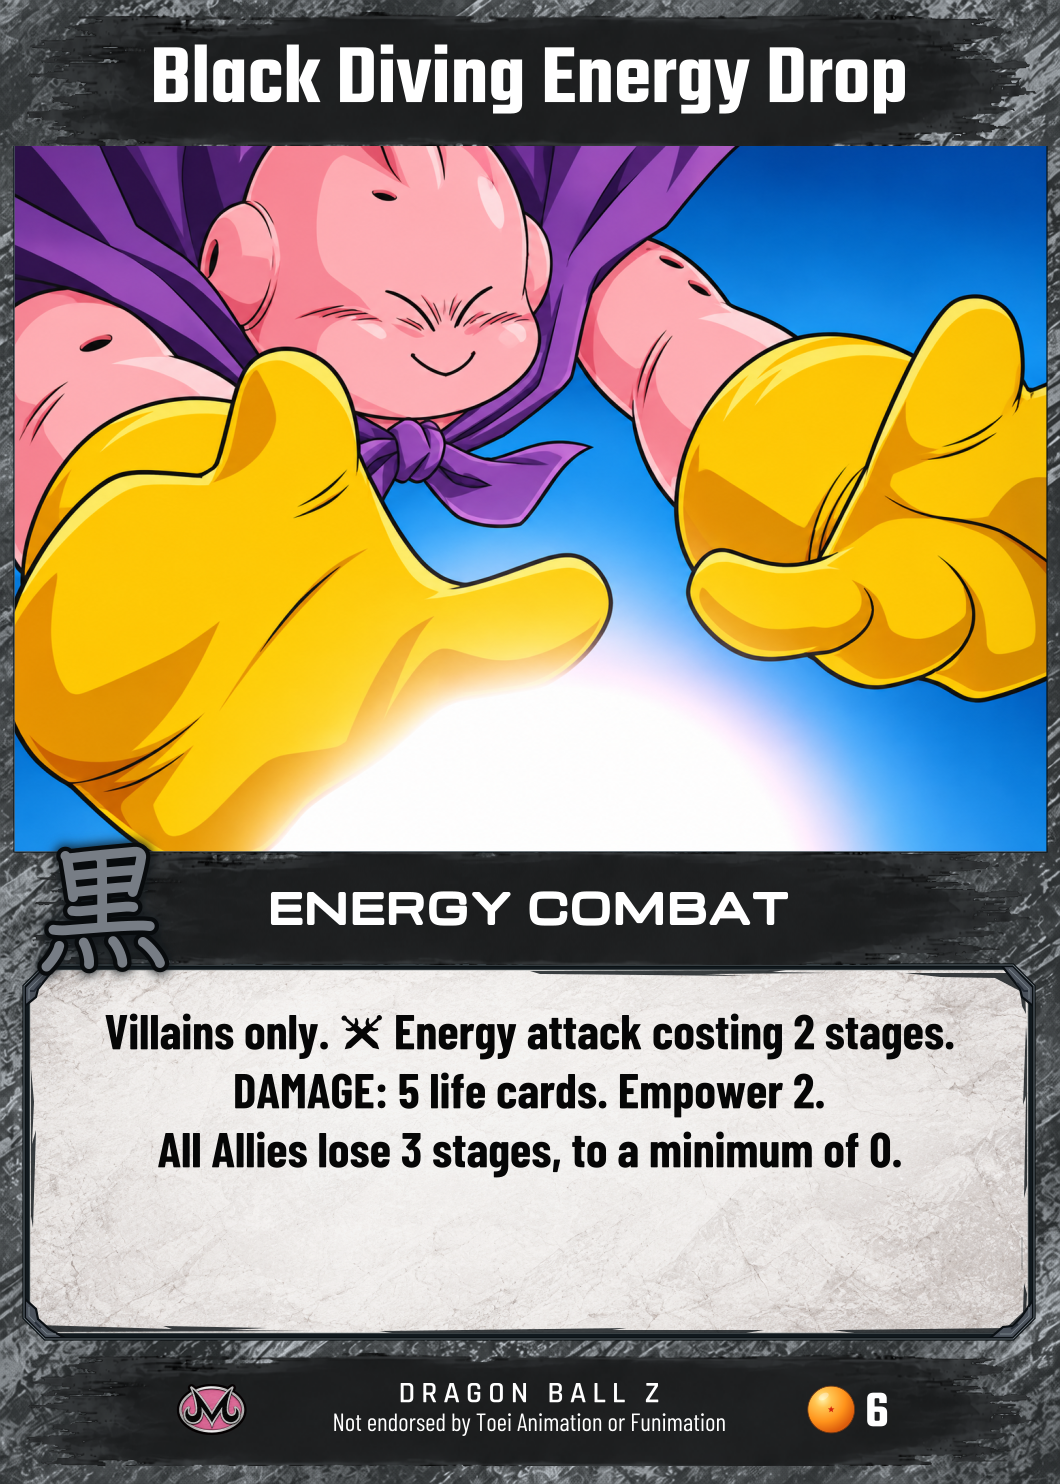 Black Diving Energy Drop
黒
ENERGY COMBAT
Villains only. Energy attack costing 2 stages.
DAMAGE: 5 life cards. Empower 2.
All Allies lose 3 stages, to a minimum of 0.
DRAGON BALL Z
Not endorsed by Toei Animation or Funimation
M
6